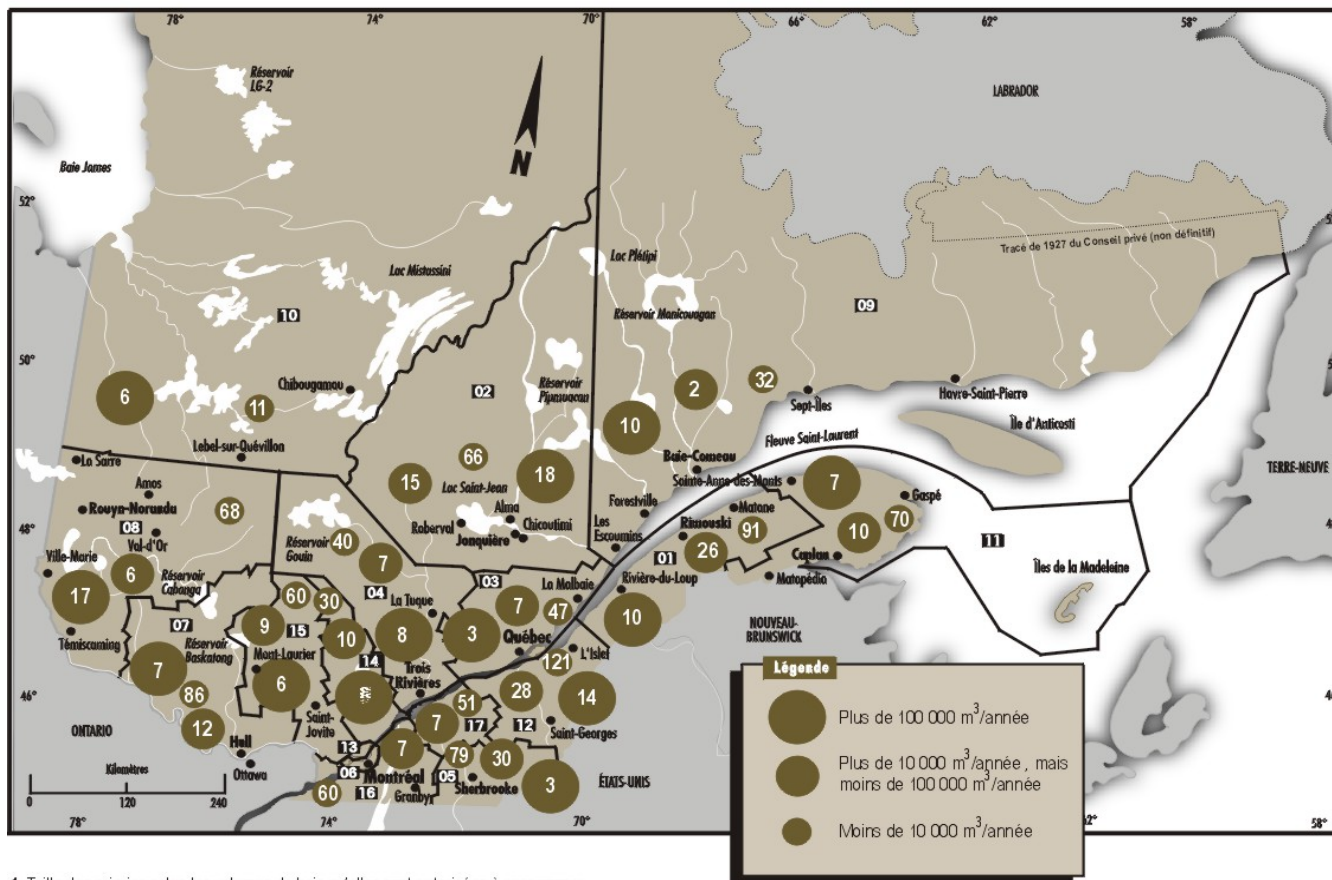 78°
74°
70°
66°
62°
58°
Réservoir
LG-2
LABRADOR
Baie James
N
52°
Tracé de 1927 du Conseil privé (non définitif)
Lac Plétipi
Lac Mistassini
Réservoir Manicouagan
10
09
50°
Chibougamau
02
Réservoir
Pipmuacan
2
32
Sept-Îles
Havre-Saint-Pierre
6
11
10
Île d'Anticosti
Lebel-sur-Quévillon
Fleuve Saint-Laurent
La Sarre
66
Baie-Comeau
TERRE-NEUVE
15
18
Sainte-Anne-des-Monts
7
Amos
Lac Saint-Jean
Gaspé
Rouyn-Noranda
68
Alma
Forestville
Matane
70
48°
08
Roberval
Chicoutimi
Les
Escoumins
Rimouski
91
10
Val-d'Or
Réservoir
Gouin
40
Jonquière
26
Caplan
11
Ville-Marie
7
03
01
Matapédia
Îles de la Madeleine
6
Réservoir
Cabonga
04
La Malbaie
Rivière-du-Loup
17
60
30
La Tuque
7
47
10
NOUVEAU-
BRUNSWICK
07
9
15
10
8
3
Québec
Témiscaming
Réservoir
Baskatong
Mont-Laurier
14
121
L'Islet
7
6
Trois
Rivières
28
14
46°
86
51
ONTARIO
12
Saint-
Jovite
7
17
12
Saint-Georges
Hull
13
7
79
30
Kilomètres
Ottawa
06
Montréal
05
Sherbrooke
3
ÉTATS-UNIS
0
120
240
60
16
Granby
78°
74°
70°
62°
58°
Légende
Plus de 100 000 m³/année
Plus de 10 000 m³/année, mais
moins de 100 000 m³/année
Moins de 10 000 m³/année